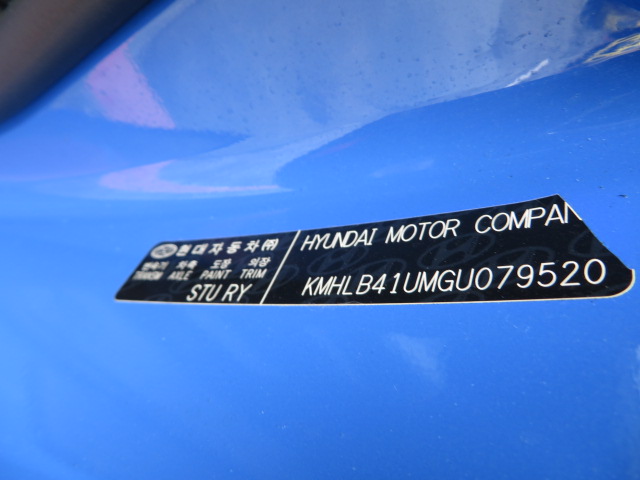 현대자동차㈜
변속기 차축 도장 의장
TRANSM AXLE PAINT TRIM
STU RY
HYUNDAI MOTOR COMPAN
KMHLB41UMGU079520